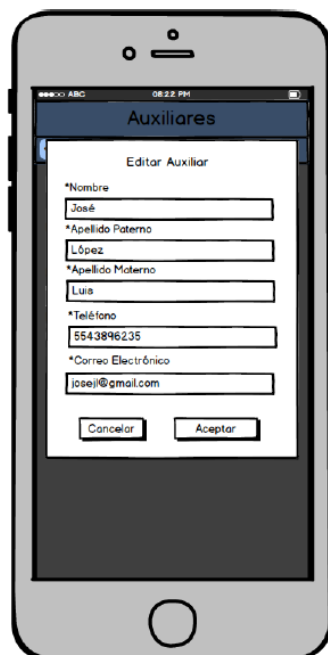 ABC 08:22 PM
Auxiliares
Editar Auxiliar
*Nombre
José
*Apellido Paterno
López
*Apellido Materno
Luis
*Teléfono
5543896235
*Correo Electrónico
josejl@gmail.com
Cancelar Aceptar